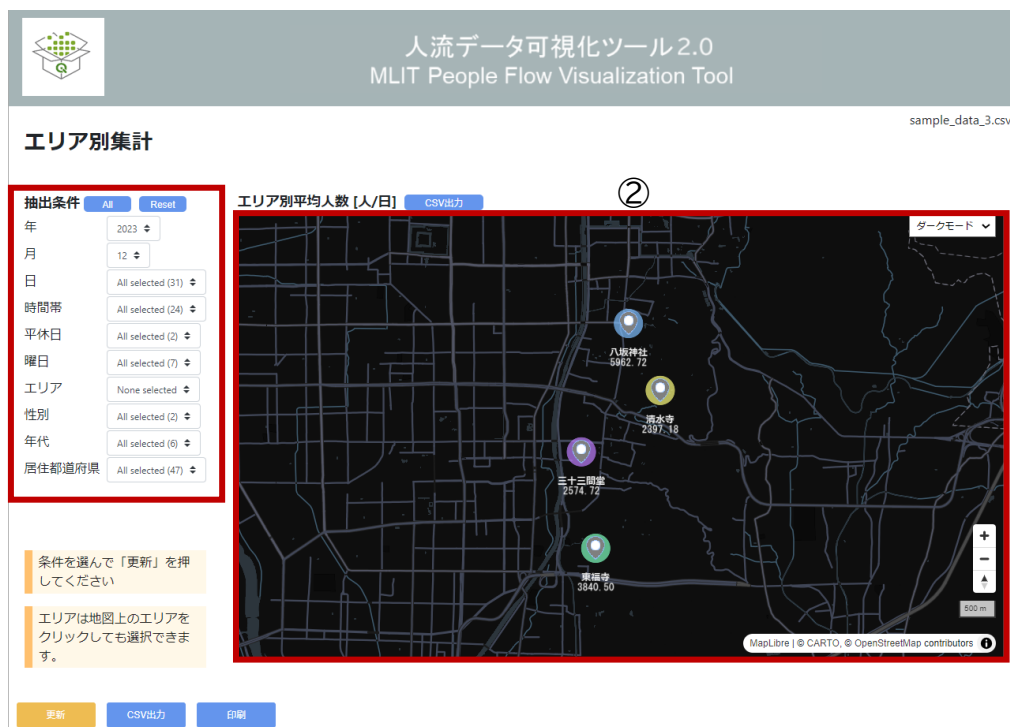 人流データ可視化ツール2.0
MLIT People Flow Visualization Tool
sample_data_3.csv
エリア別集計
抽出条件 All Reset
年 2023
月 12
日 All selected (31)
時間帯 All selected (24)
平休日 All selected (2)
曜日 All selected (7)
エリア None selected
性別 All selected (2)
年代 All selected (6)
居住都道府県 All selected (47)
条件を選んで「更新」を押
してください
エリアは地図上のエリアを
クリックしても選択できま
す。
更新 CSV出力 印刷
エリア別平均人数 [人/日] CSV出力
②
ダークモード
八坂神社
5962.72
清水寺
2397.18
三十三間堂
2574.72
東福寺
3840.50
500 m
MapLibre | © CARTO, © OpenStreetMap contributors